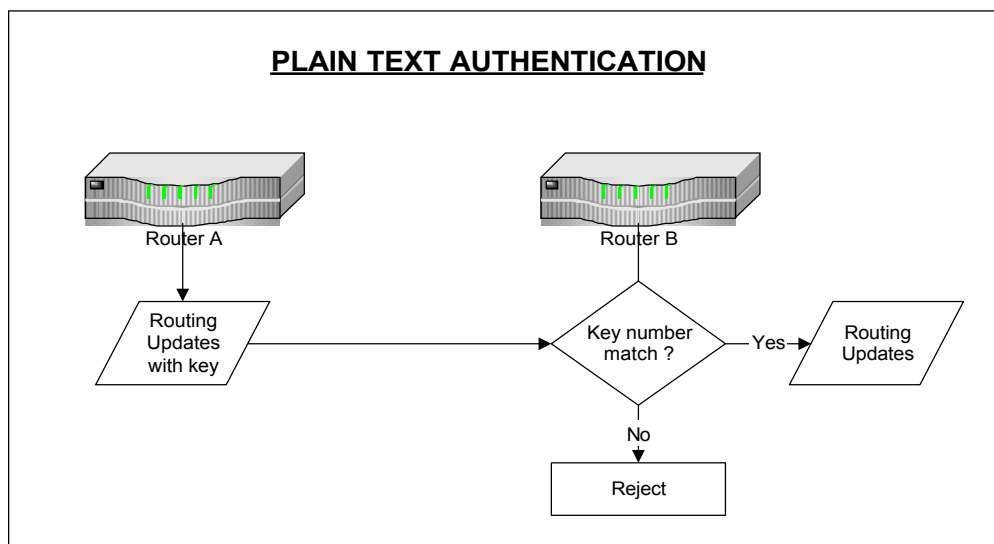 PLAIN TEXT AUTHENTICATION
Router A
Router B
Routing
Updates
with key
Key number
match ?
Yes
Routing
Updates
No
Reject